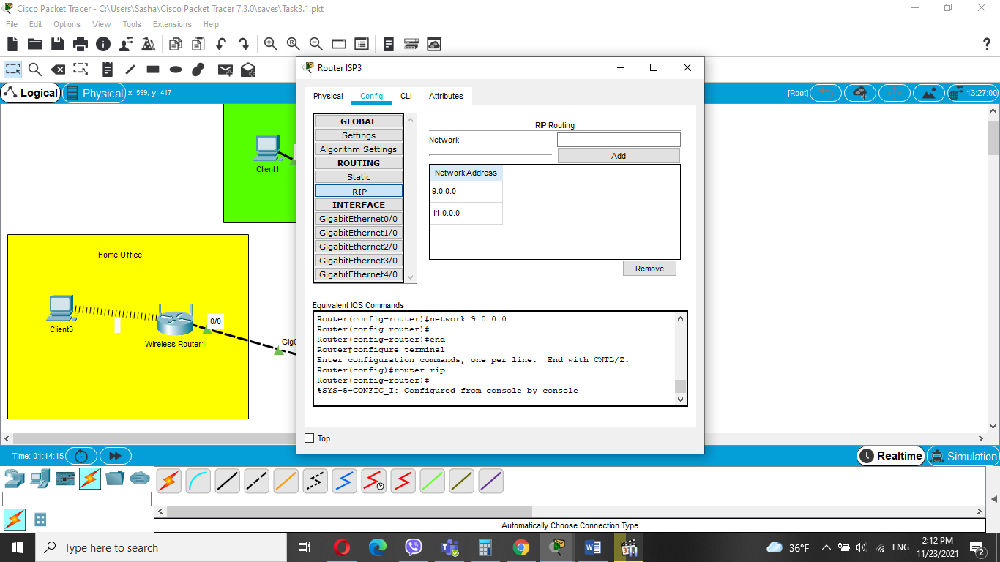 Cisco Packet Tracer - C:\Users\Sasha\Cisco Packet Tracer 7.3.0\saves\Task3.1.pkt
File Edit Options View Tools Extensions Help
Logical Physical x: 599, y: 417 [Root] 13:27:00
Client1
Home Office
Client3
0/0
Wireless Router1
Router ISP3
Physical Config CLI Attributes
GLOBAL
Settings
Algorithm Settings
ROUTING
Static
RIP
INTERFACE
GigabitEthernet0/0
GigabitEthernet1/0
GigabitEthernet2/0
GigabitEthernet3/0
GigabitEthernet4/0
RIP Routing
Network
Add
Network Address
9.0.0.0
11.0.0.0
Remove
Equivalent IOS Commands
Router(config-router)#network 9.0.0.0
Router(config-router)#
Router(config-router)#end
Router#configure terminal
Enter configuration commands, one per line. End with CNTL/Z.
Router(config)#router rip
Router(config-router)#
%SYS-5-CONFIG_I: Configured from console by console
Top
Time: 01:14:15 Realtime Simulation
Automatically Choose Connection Type
Type here to search
36°F ENG
2:12 PM
11/23/2021
2